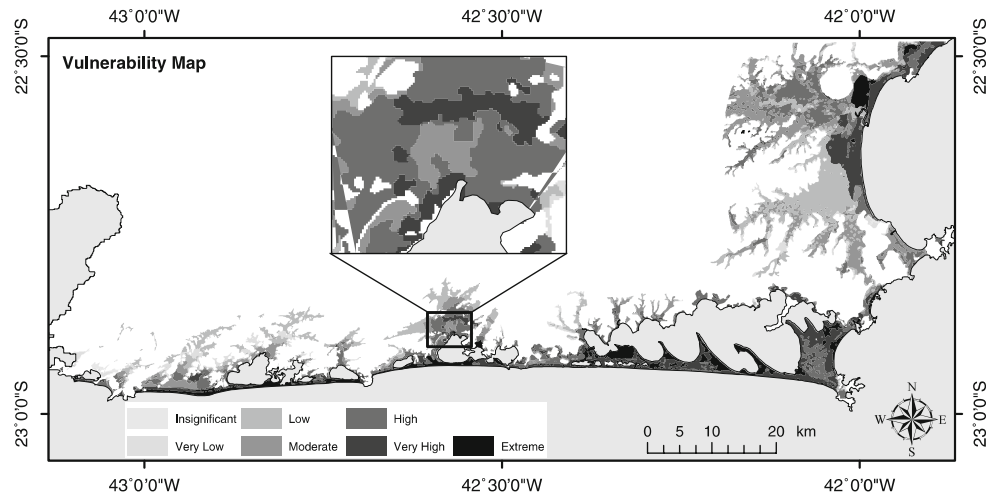 43°0'0"W 42°30'0"W 42°0'0"W
22°30'0"S 22°30'0"S
Vulnerability Map
23°0'0"S 23°0'0"S
Insignificant Low High
Very Low Moderate Very High Extreme
0 5 10 20 km
N
W E
S
43°0'0"W 42°30'0"W 42°0'0"W